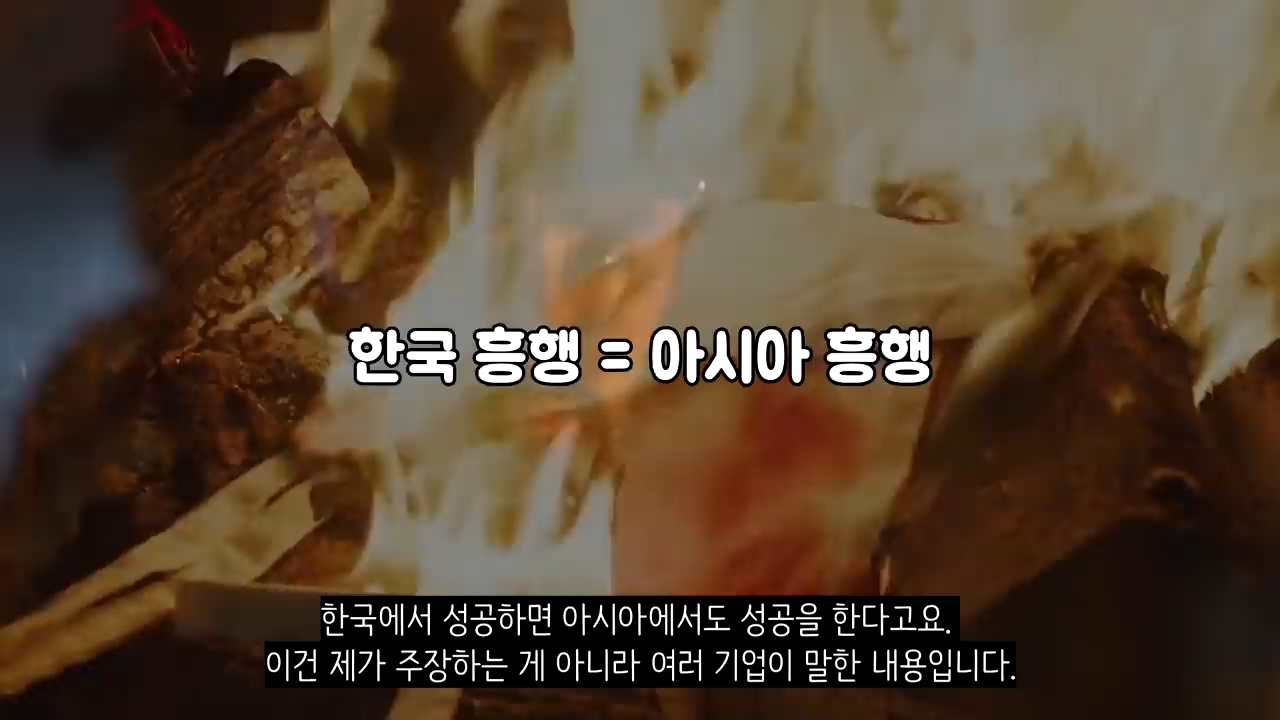 한국 흥행 = 아시아 흥행
한국에서 성공하면 아시아에서도 성공을 한다고요.
이건 제가 주장하는 게 아니라 여러 기업이 말한 내용입니다.